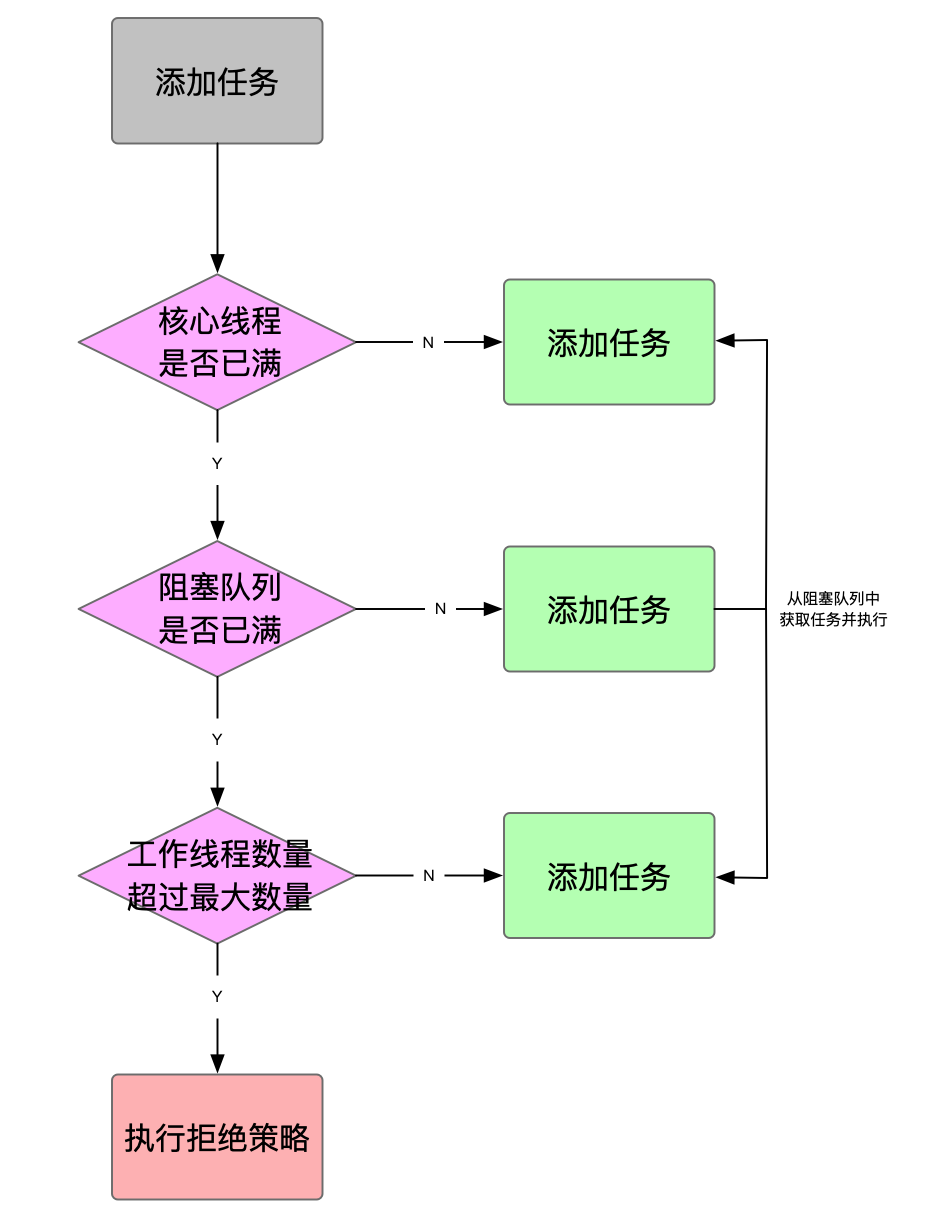 添加任务
核心线程
是否已满
N
添加任务
Y
阻塞队列
是否已满
N
添加任务
从阻塞队列中
获取任务并执行
Y
工作线程数量
超过最大数量
N
添加任务
Y
执行拒绝策略